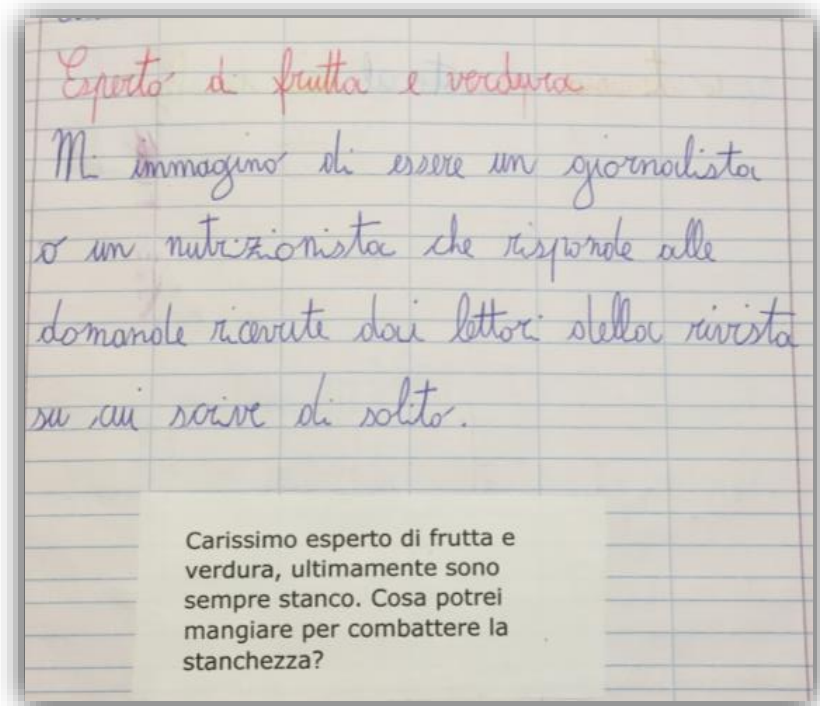 Esperto di frutta e verdura
Mi immagino di essere un giornalista
o un nutrizionista che risponde alle
domande ricevute dai lettori della rivista
su cui scrive di solito.
Carissimo esperto di frutta e
verdura, ultimamente sono
sempre stanco. Cosa potrei
mangiare per combattere la
stanchezza?